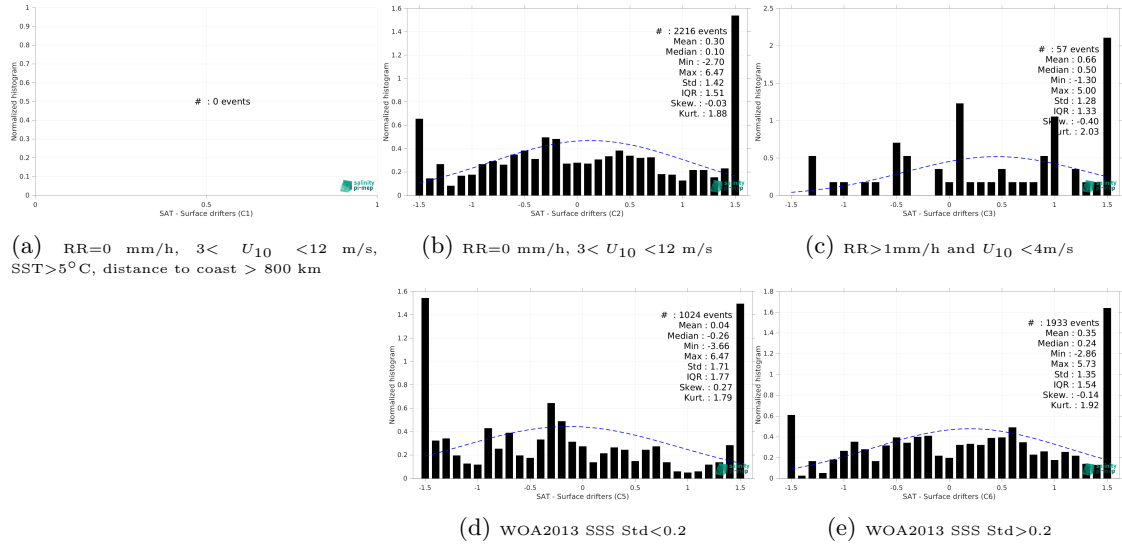 1
0.9
0.8
0.7
0.6
0.5
0.4
0.3
0.2
0.1
0
Normalized histogram
# : 0 events
0
0.5
1
SAT - Surface drifters (C1)
salinity
pi-mep
(a) RR=0 mm/h, 3< U10 <12 m/s,
SST>5°C, distance to coast > 800 km
1.6
1.4
1.2
1
0.8
0.6
0.4
0.2
0
Normalized histogram
# : 2216 events
Mean : 0.30
Median : 0.10
Min : -2.70
Max : 6.47
Std : 1.42
IQR : 1.51
Skew. : -0.03
Kurt. : 1.88
-1.5 -1 -0.5 0 0.5 1 1.5
SAT - Surface drifters (C2)
salinity
pi-mep
(b) RR=0 mm/h, 3< U10 <12 m/s
2.5
2
1.5
1
0.5
0
Normalized histogram
# : 57 events
Mean : 0.66
Median : 0.50
Min : -1.30
Max : 5.00
Std : 1.28
IQR : 1.33
Skew. : -0.40
Kurt. : 2.03
-1.5 -1 -0.5 0 0.5 1 1.5
SAT - Surface drifters (C3)
salinity
pi-mep
(c) RR>1mm/h and U10 <4m/s
1.6
1.4
1.2
1
0.8
0.6
0.4
0.2
0
Normalized histogram
# : 1024 events
Mean : 0.04
Median : -0.26
Min : -3.66
Max : 6.47
Std : 1.71
IQR : 1.77
Skew. : 0.27
Kurt. : 1.79
-1.5 -1 -0.5 0 0.5 1 1.5
SAT - Surface drifters (C5)
salinity
pi-mep
(d) WOA2013 SSS Std<0.2
1.8
1.6
1.4
1.2
1
0.8
0.6
0.4
0.2
0
Normalized histogram
# : 1933 events
Mean : 0.35
Median : 0.24
Min : -2.86
Max : 5.73
Std : 1.35
IQR : 1.54
Skew. : -0.14
Kurt. : 1.92
-1.5 -1 -0.5 0 0.5 1 1.5
SAT - Surface drifters (C6)
salinity
pi-mep
(e) WOA2013 SSS Std>0.2